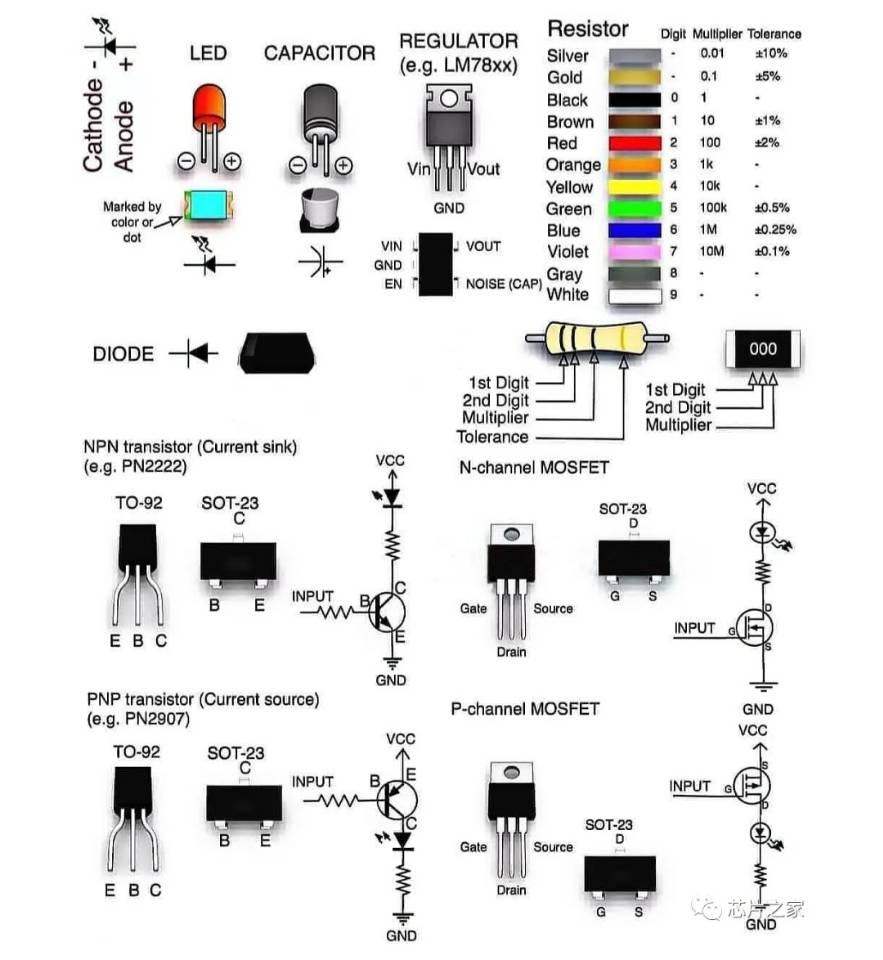 Cathode -
Anode +
LED
CAPACITOR
REGULATOR
(e.g. LM78xx)
Marked by
color or
dot
Vin
Vout
GND
VIN
GND
EN
VOUT
NOISE (CAP)
Resistor Digit Multiplier Tolerance
Silver - 0.01 ±10%
Gold - 0.1 ±5%
Black 0 1 -
Brown 1 10 ±1%
Red 2 100 ±2%
Orange 3 1k -
Yellow 4 10k -
Green 5 100k ±0.5%
Blue 6 1M ±0.25%
Violet 7 10M ±0.1%
Gray 8 - -
White 9 - -
DIODE
1st Digit
2nd Digit
Multiplier
Tolerance
000
1st Digit
2nd Digit
Multiplier
NPN transistor (Current sink)
(e.g. PN2222)
TO-92
E B C
SOT-23
C
B E
VCC
INPUT
B
C
E
GND
N-channel MOSFET
Gate
Source
Drain
SOT-23
D
G S
VCC
INPUT
G
D
S
GND
PNP transistor (Current source)
(e.g. PN2907)
TO-92
E B C
SOT-23
C
B E
VCC
INPUT
B
E
C
GND
P-channel MOSFET
Gate
Source
Drain
SOT-23
D
G S
VCC
INPUT
G
S
D
GND
芯片之家